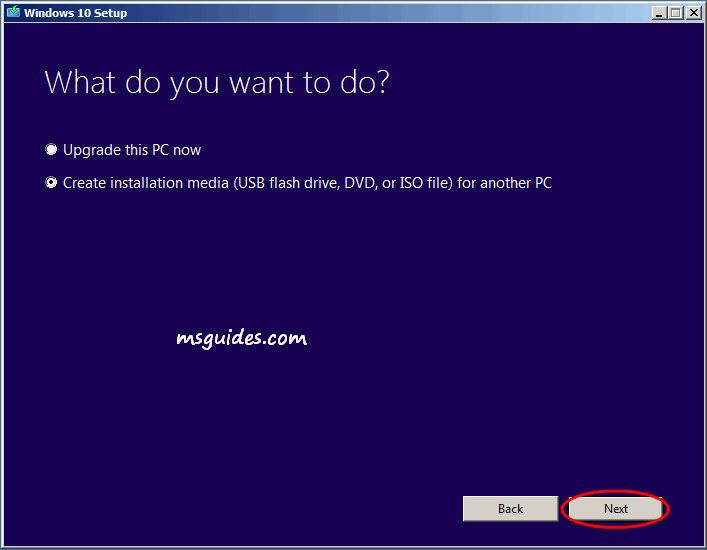 Windows 10 Setup
What do you want to do?
Upgrade this PC now
Create installation media (USB flash drive, DVD, or ISO file) for another PC
msguides.com
Back
Next